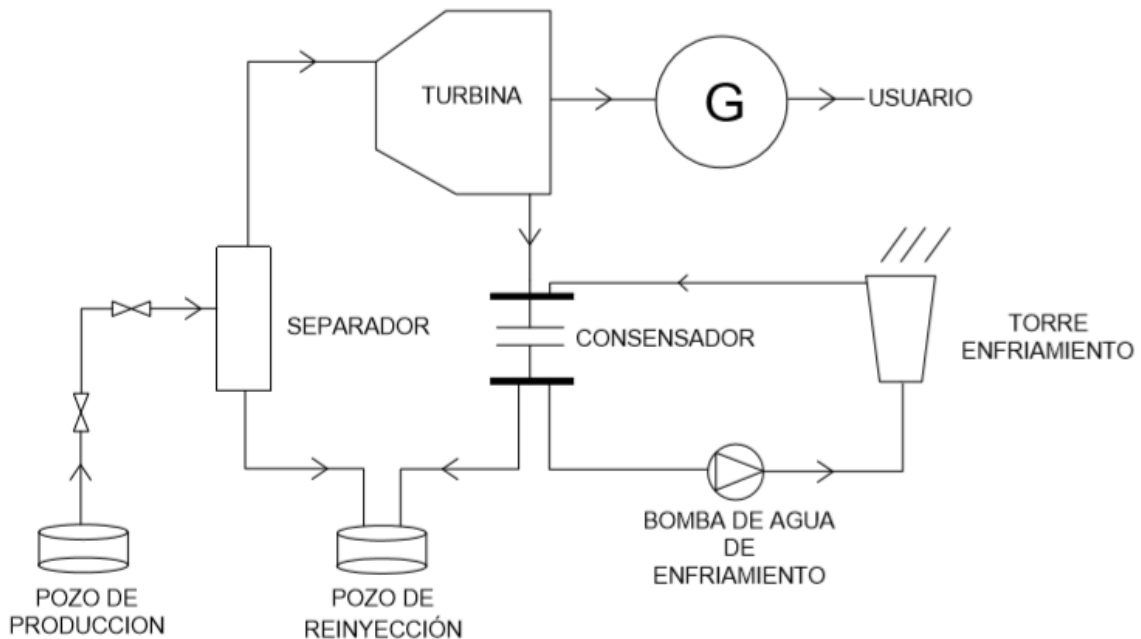 TURBINA
G
USUARIO
SEPARADOR
CONSENSADOR
TORRE
ENFRIAMIENTO
BOMBA DE AGUA
DE
ENFRIAMIENTO
POZO DE
PRODUCCION
POZO DE
REINYECCIÓN